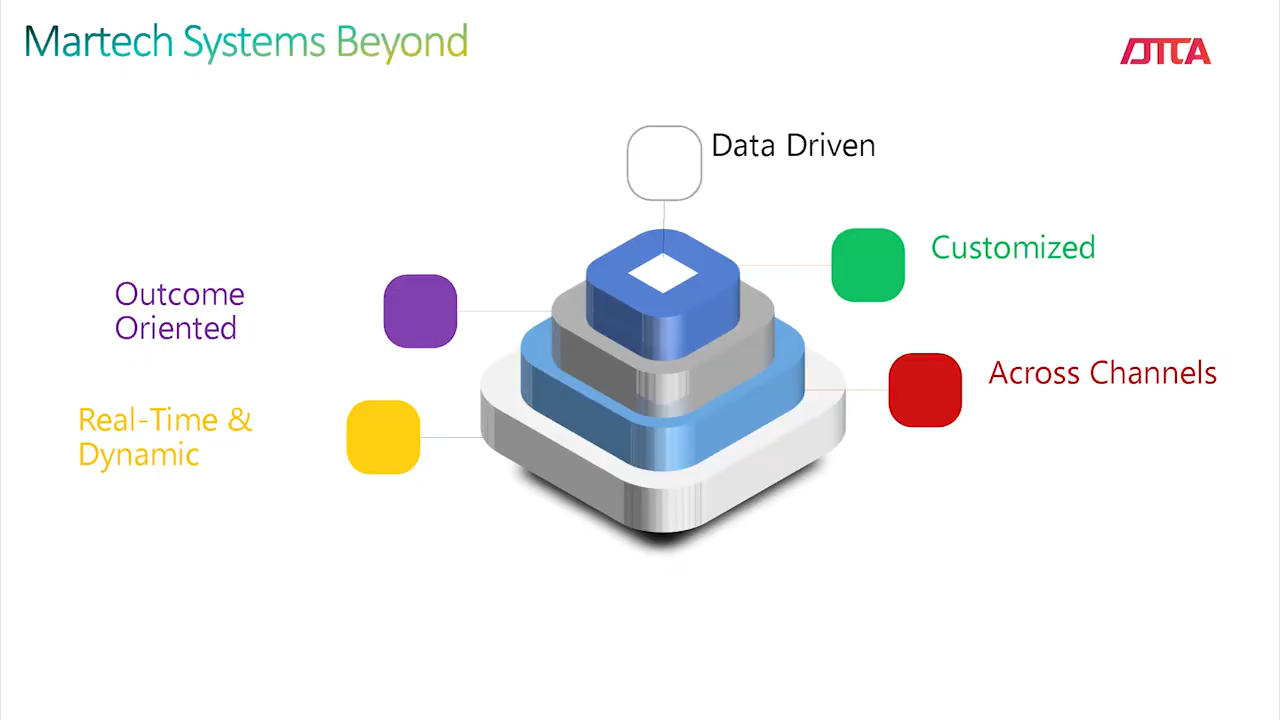 Martech Systems Beyond
DTCA
Data Driven
Customized
Outcome
Oriented
Across Channels
Real-Time &
Dynamic